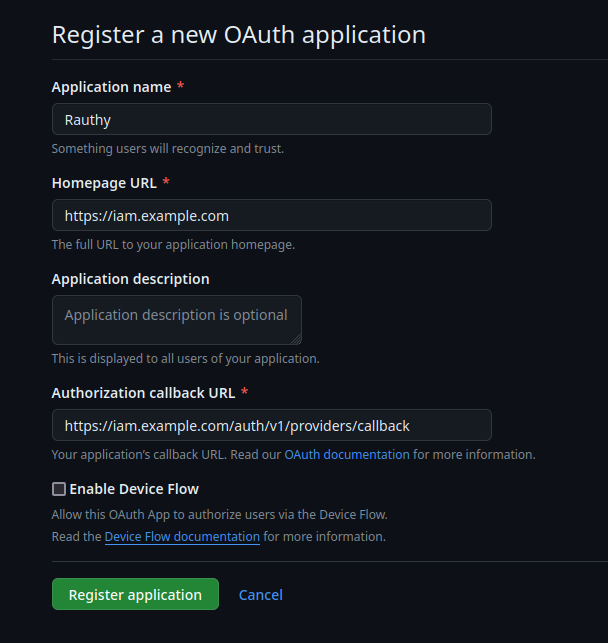 Register a new OAuth application
Application name *
Rauthy
Something users will recognize and trust.
Homepage URL *
https://iam.example.com
The full URL to your application homepage.
Application description
Application description is optional
This is displayed to all users of your application.
Authorization callback URL *
https://iam.example.com/auth/v1/providers/callback
Your application’s callback URL. Read our OAuth documentation for more information.
Enable Device Flow
Allow this OAuth App to authorize users via the Device Flow.
Read the Device Flow documentation for more information.
Register application Cancel